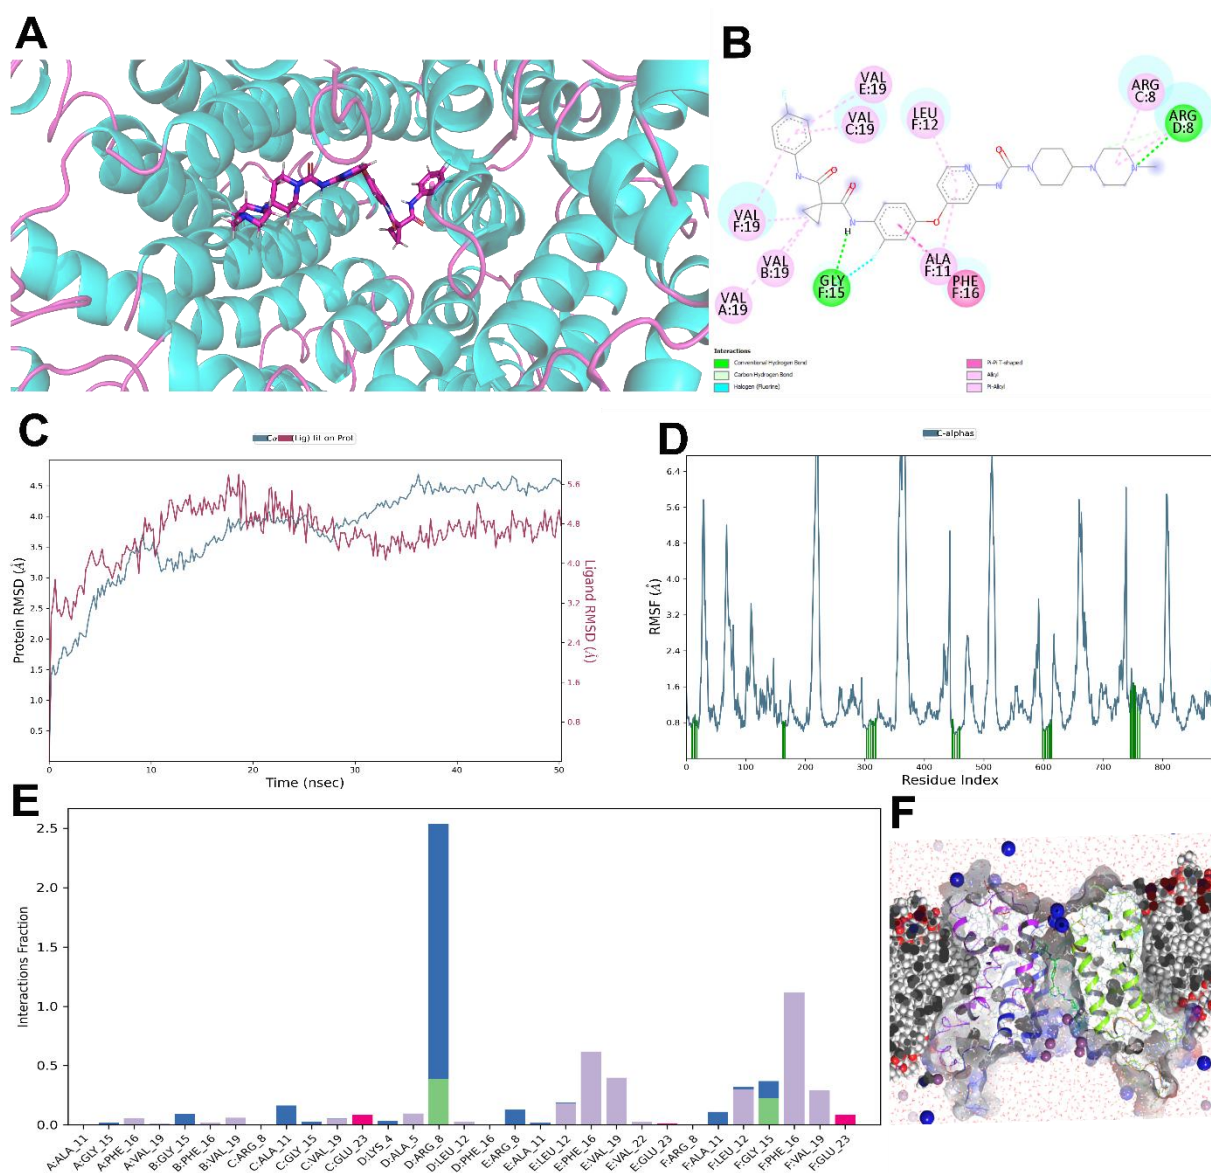 A
B
VAL
E:19
VAL
C:19
LEU
F:12
ARG
C:8
ARG
D:8
VAL
F:19
VAL
B:19
VAL
A:19
GLY
F:15
ALA
F:11
PHE
F:16
O
O
N
N
H
O
N
N
O
N
N
N
Interactions
Conventional Hydrogen Bond
Carbon Hydrogen Bond
Halogen (Fluorine)
Pi-Pi T-shaped
Alkyl
Pi-Alkyl
C
Protein RMSD (Å)
4.5
4.0
3.5
3.0
2.5
2.0
1.5
1.0
0.5
0
10
20
30
40
50
Time (nsec)
5.6
4.8
4.0
3.2
2.4
1.6
0.8
Ligand RMSD (Å)
D
C-alphas
RMSF (Å)
6.4
5.6
4.8
4.0
3.2
2.4
1.6
0.8
0
100
200
300
400
500
600
700
800
Residue Index
E
Interactions Fraction
2.5
2.0
1.5
1.0
0.5
0.0
A:ALA_11
A:GLY_15
A:PHE_16
A:VAL_19
B:GLY_15
B:PHE_16
B:VAL_19
C:ARG_8
C:ALA_11
C:GLY_15
C:VAL_19
C:GLU_23
D:LYS_4
D:ALA_5
D:ARG_8
D:LEU_12
D:PHE_16
E:ARG_8
E:ALA_11
E:LEU_12
E:PHE_16
E:VAL_19
E:VAL_22
E:GLU_23
F:ARG_8
F:ALA_11
F:LEU_12
F:GLY_15
F:PHE_16
F:VAL_19
F:GLU_23
F